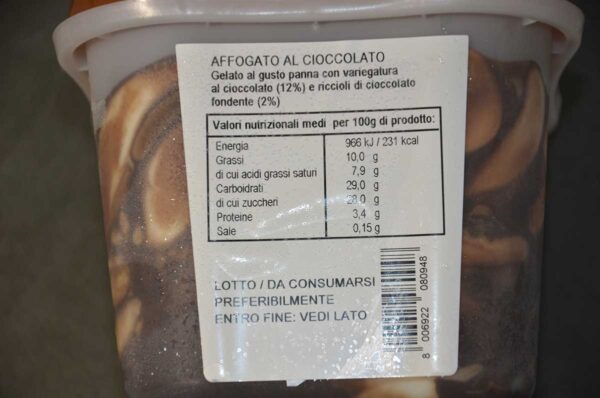 AFFOGATO AL CIOCCOLATO
Gelato al gusto panna con variegatura
al cioccolato (12%) e riccioli di cioccolato
fondente (2%)
Valori nutrizionali medi per 100g di prodotto:
Energia 966 kJ / 231 kcal
Grassi 10,0 g
di cui acidi grassi saturi 7,9 g
Carboidrati 29,0 g
di cui zuccheri 28,0 g
Proteine 3,4 g
Sale 0,15 g
LOTTO / DA CONSUMARSI
PREFERIBILMENTE
ENTRO FINE: VEDI LATO
8 006922 080948